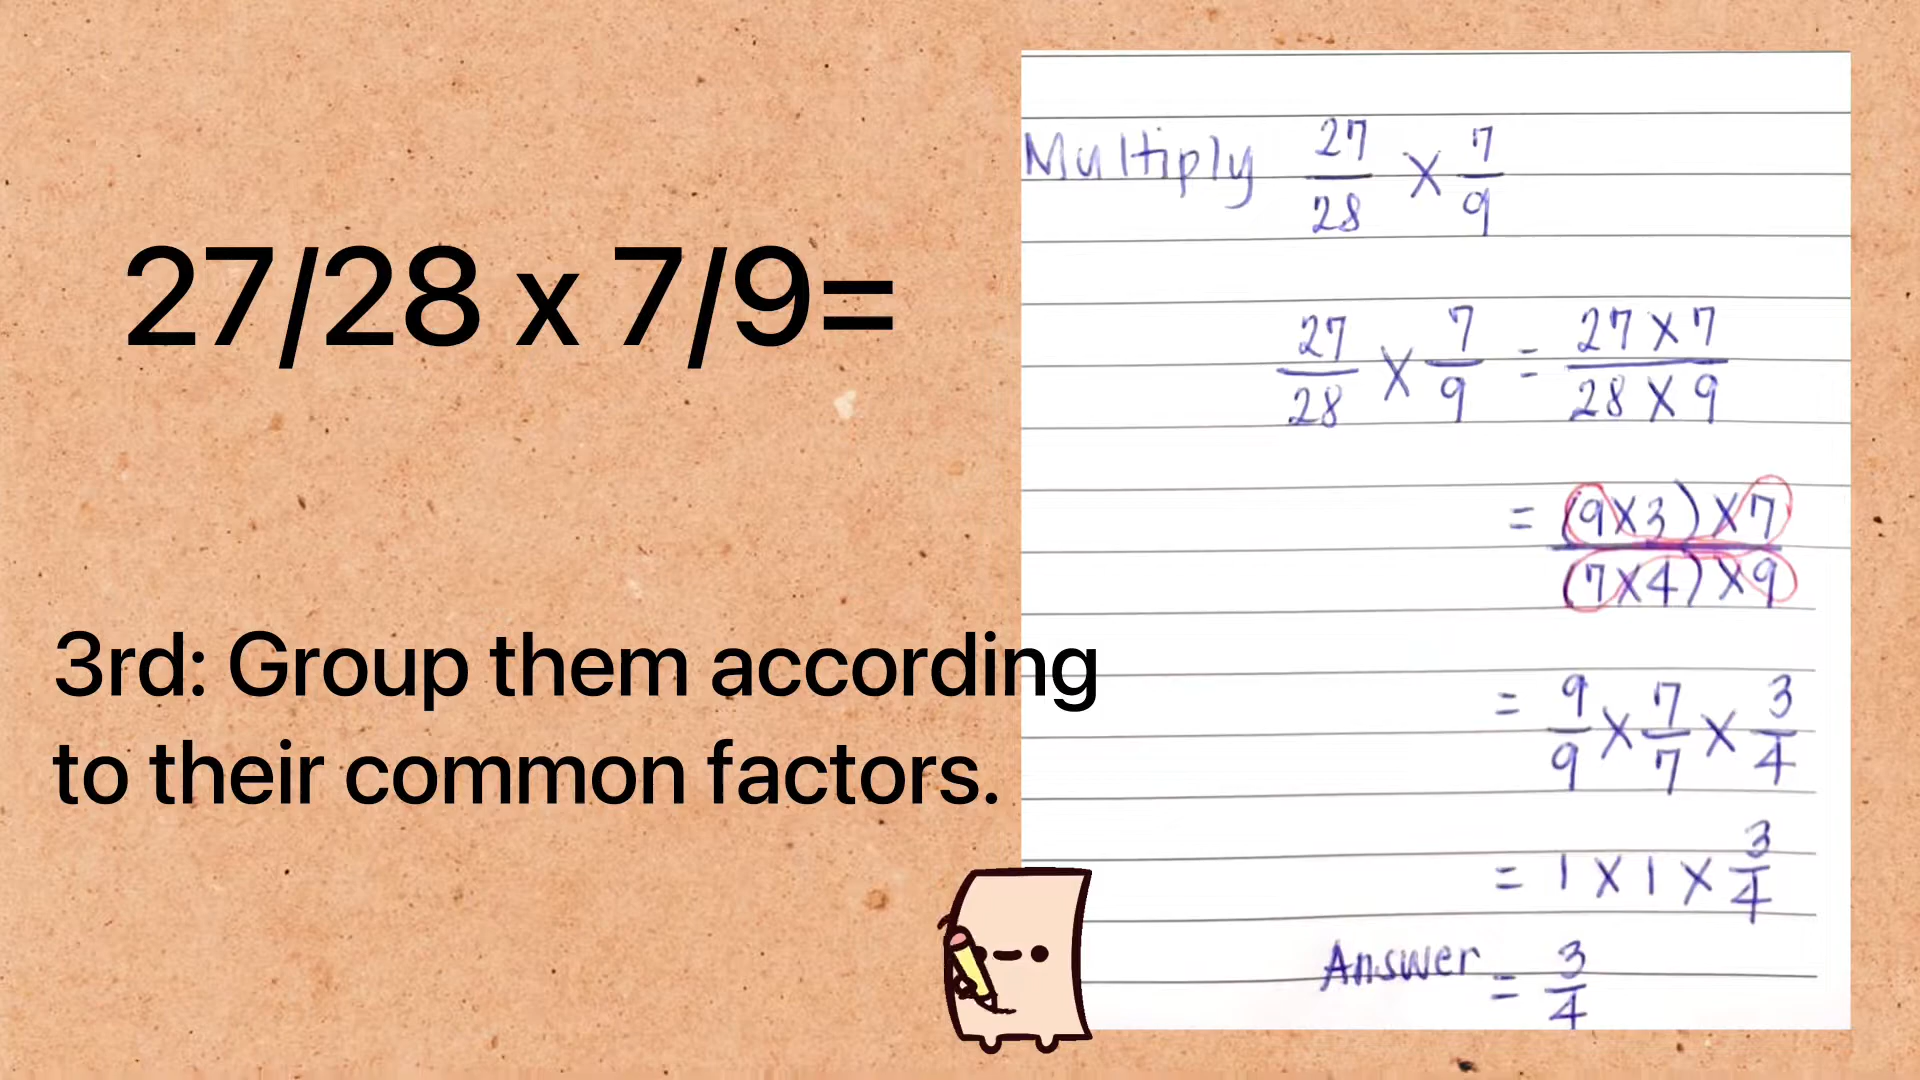 27/28 x 7/9=
3rd: Group them according
to their common factors.
Multiply 27/28 X 7/9
27/28 X 7/9 = 27 X 7/28 X 9
= (9X3) X 7/(7X4) X 9
= 9/9 X 7/7 X 3/4
= 1 X 1 X 3/4
Answer = 3/4